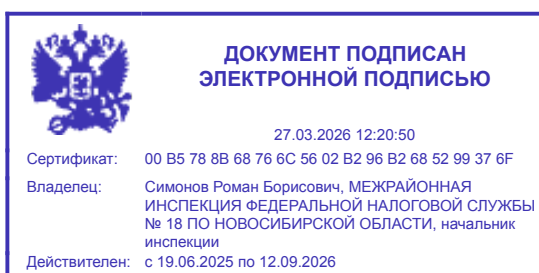 ДОКУМЕНТ ПОДПИСАН
ЭЛЕКТРОННОЙ ПОДПИСЬЮ
27.03.2026 12:20:50
Сертификат: 00 B5 78 8B 68 76 6C 56 02 B2 96 B2 68 52 99 37 6F
Владелец: Симонов Роман Борисович, МЕЖРАЙОННАЯ
ИНСПЕКЦИЯ ФЕДЕРАЛЬНОЙ НАЛОГОВОЙ СЛУЖБЫ
№ 18 ПО НОВОСИБИРСКОЙ ОБЛАСТИ, начальник
инспекции
Действителен: с 19.06.2025 по 12.09.2026